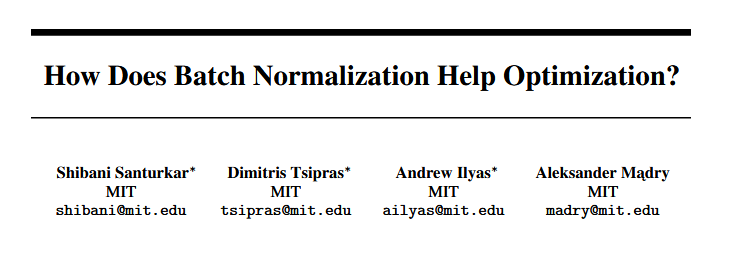 How Does Batch Normalization Help Optimization?
Shibani Santurkar* Dimitris Tsipras* Andrew Ilyas* Aleksander Mądry
MIT MIT MIT MIT
shibani@mit.edu tsipras@mit.edu ailyas@mit.edu madry@mit.edu